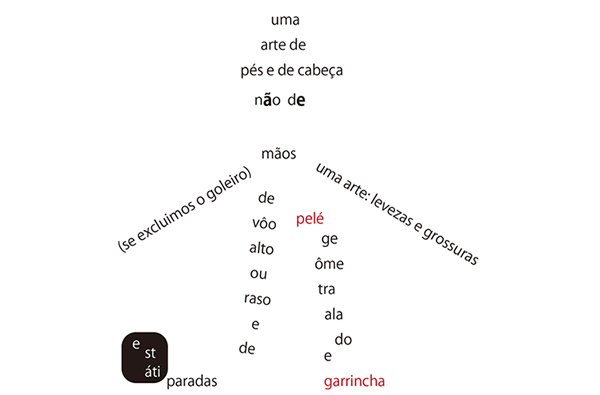 uma
arte de
pés e de cabeça
não de
mãos
(se excluimos o goleiro)
uma arte: levezas e grossuras
de
vôo
alto
ou
raso
e
de
e
st
áti
paradas
pelé
ge
ôme
tra
ala
do
e
garrincha